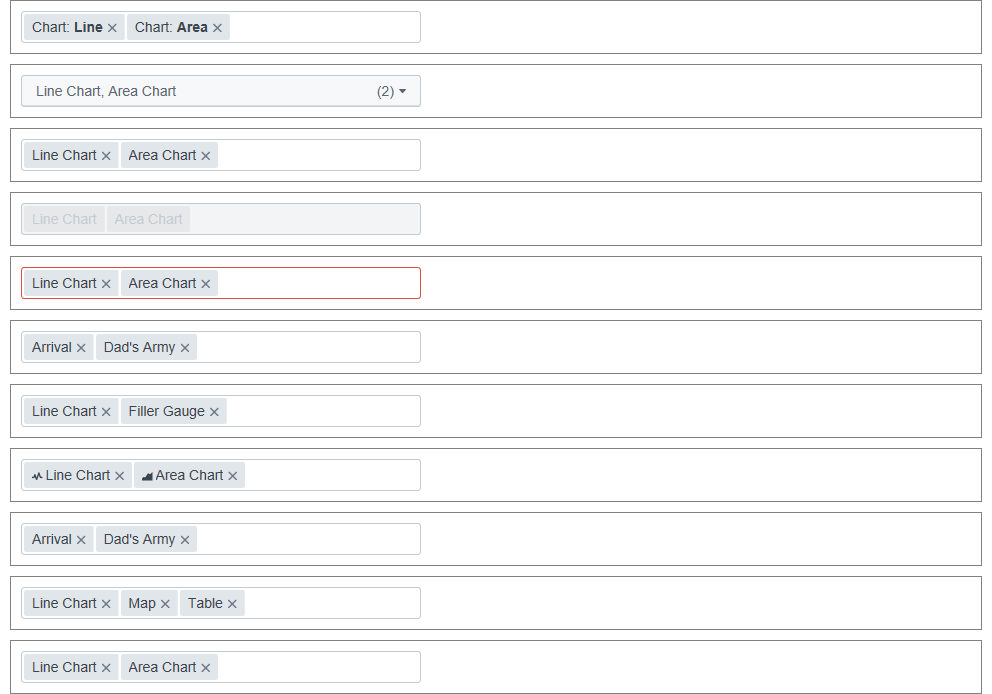 Chart: Line × Chart: Area ×
Line Chart, Area Chart (2)
Line Chart × Area Chart ×
Line Chart Area Chart
Line Chart × Area Chart ×
Arrival × Dad's Army ×
Line Chart × Filler Gauge ×
Line Chart × Area Chart ×
Arrival × Dad's Army ×
Line Chart × Map × Table ×
Line Chart × Area Chart ×